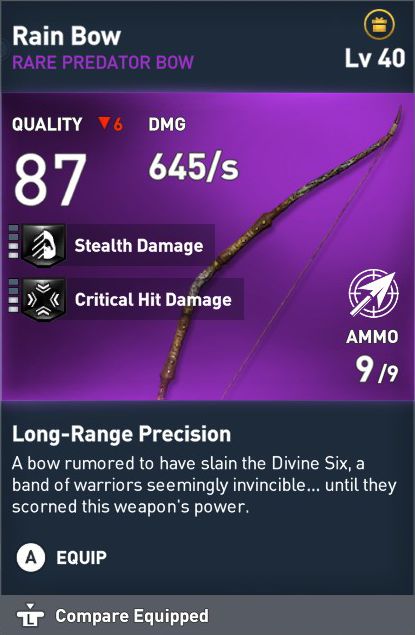 Rain Bow
RARE PREDATOR BOW
Lv 40
QUALITY ▼6 DMG
87 645/s
Stealth Damage
Critical Hit Damage
AMMO
9/9
Long-Range Precision
A bow rumored to have slain the Divine Six, a
band of warriors seemingly invincible... until they
scorned this weapon's power.
A EQUIP
L Compare Equipped